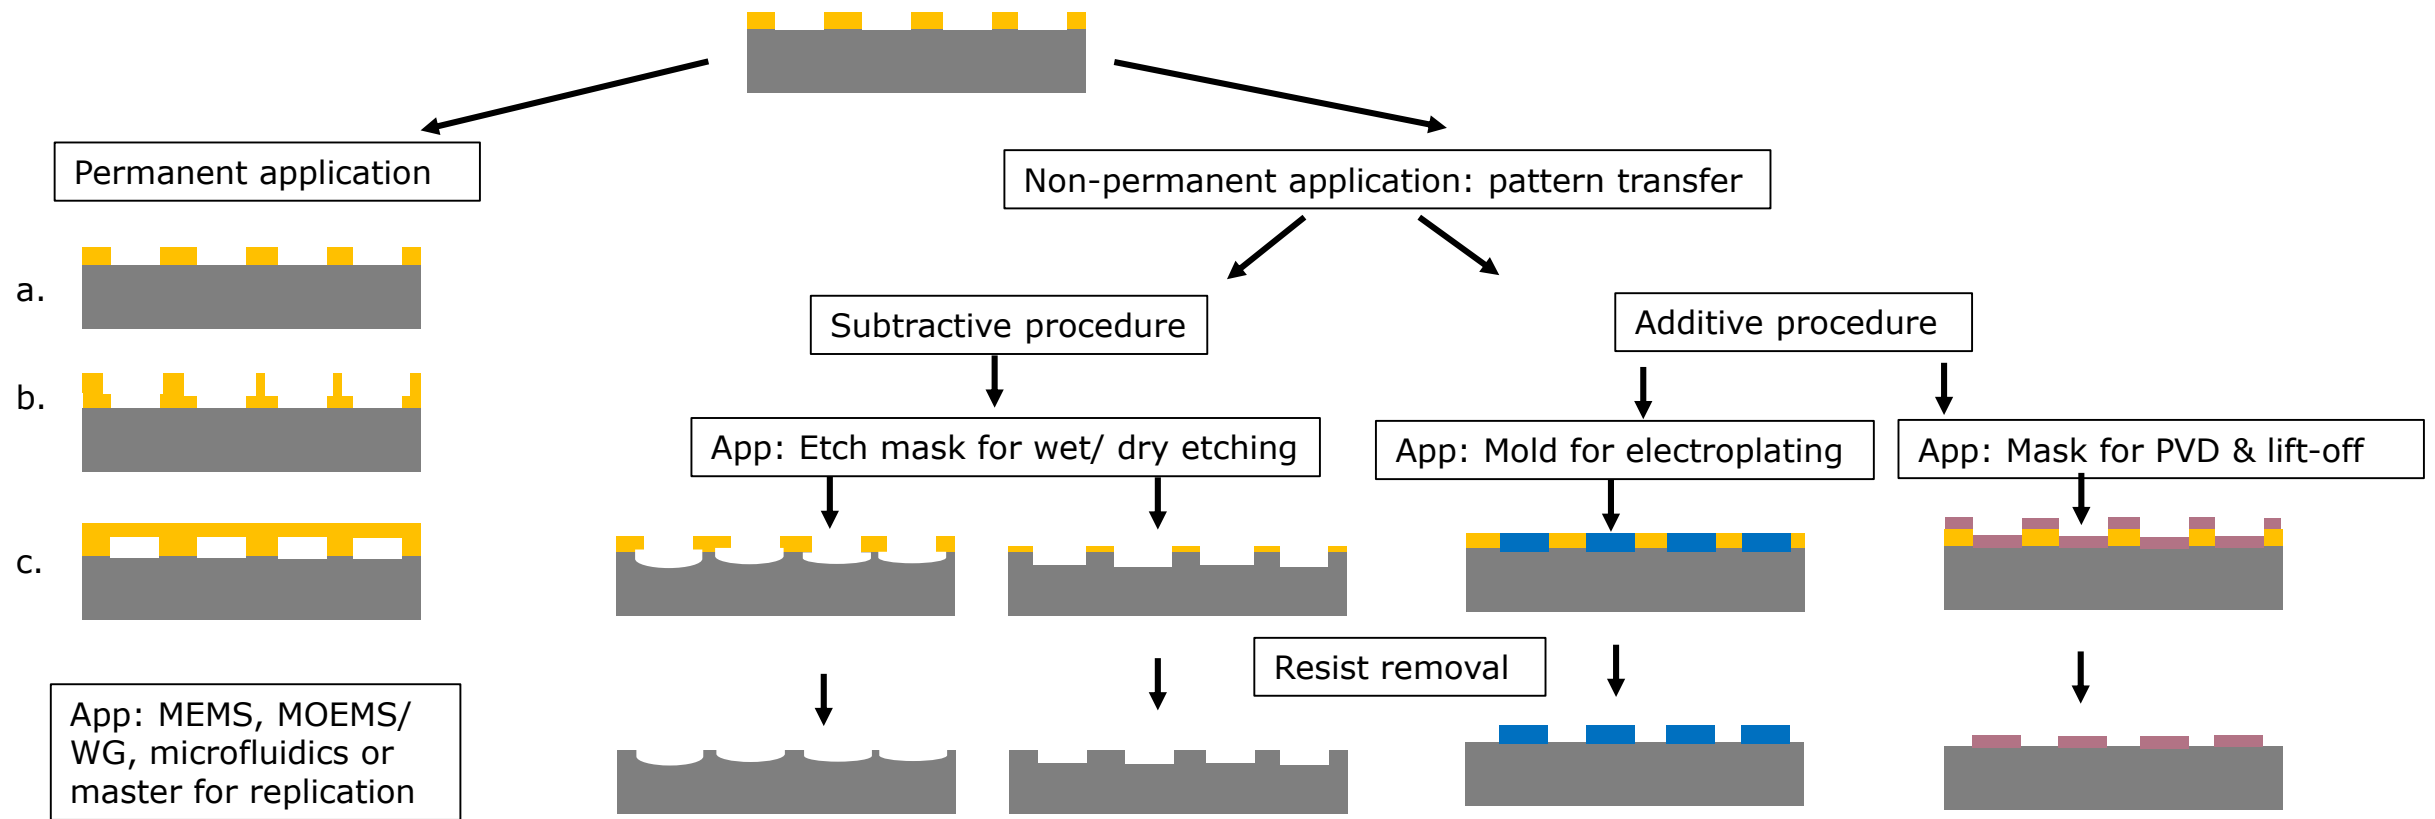 Permanent application
Non-permanent application: pattern transfer
a.
Subtractive procedure
Additive procedure
b.
App: Etch mask for wet/ dry etching
App: Mold for electroplating
App: Mask for PVD & lift-off
c.
Resist removal
App: MEMS, MOEMS/
WG, microfluidics or
master for replication